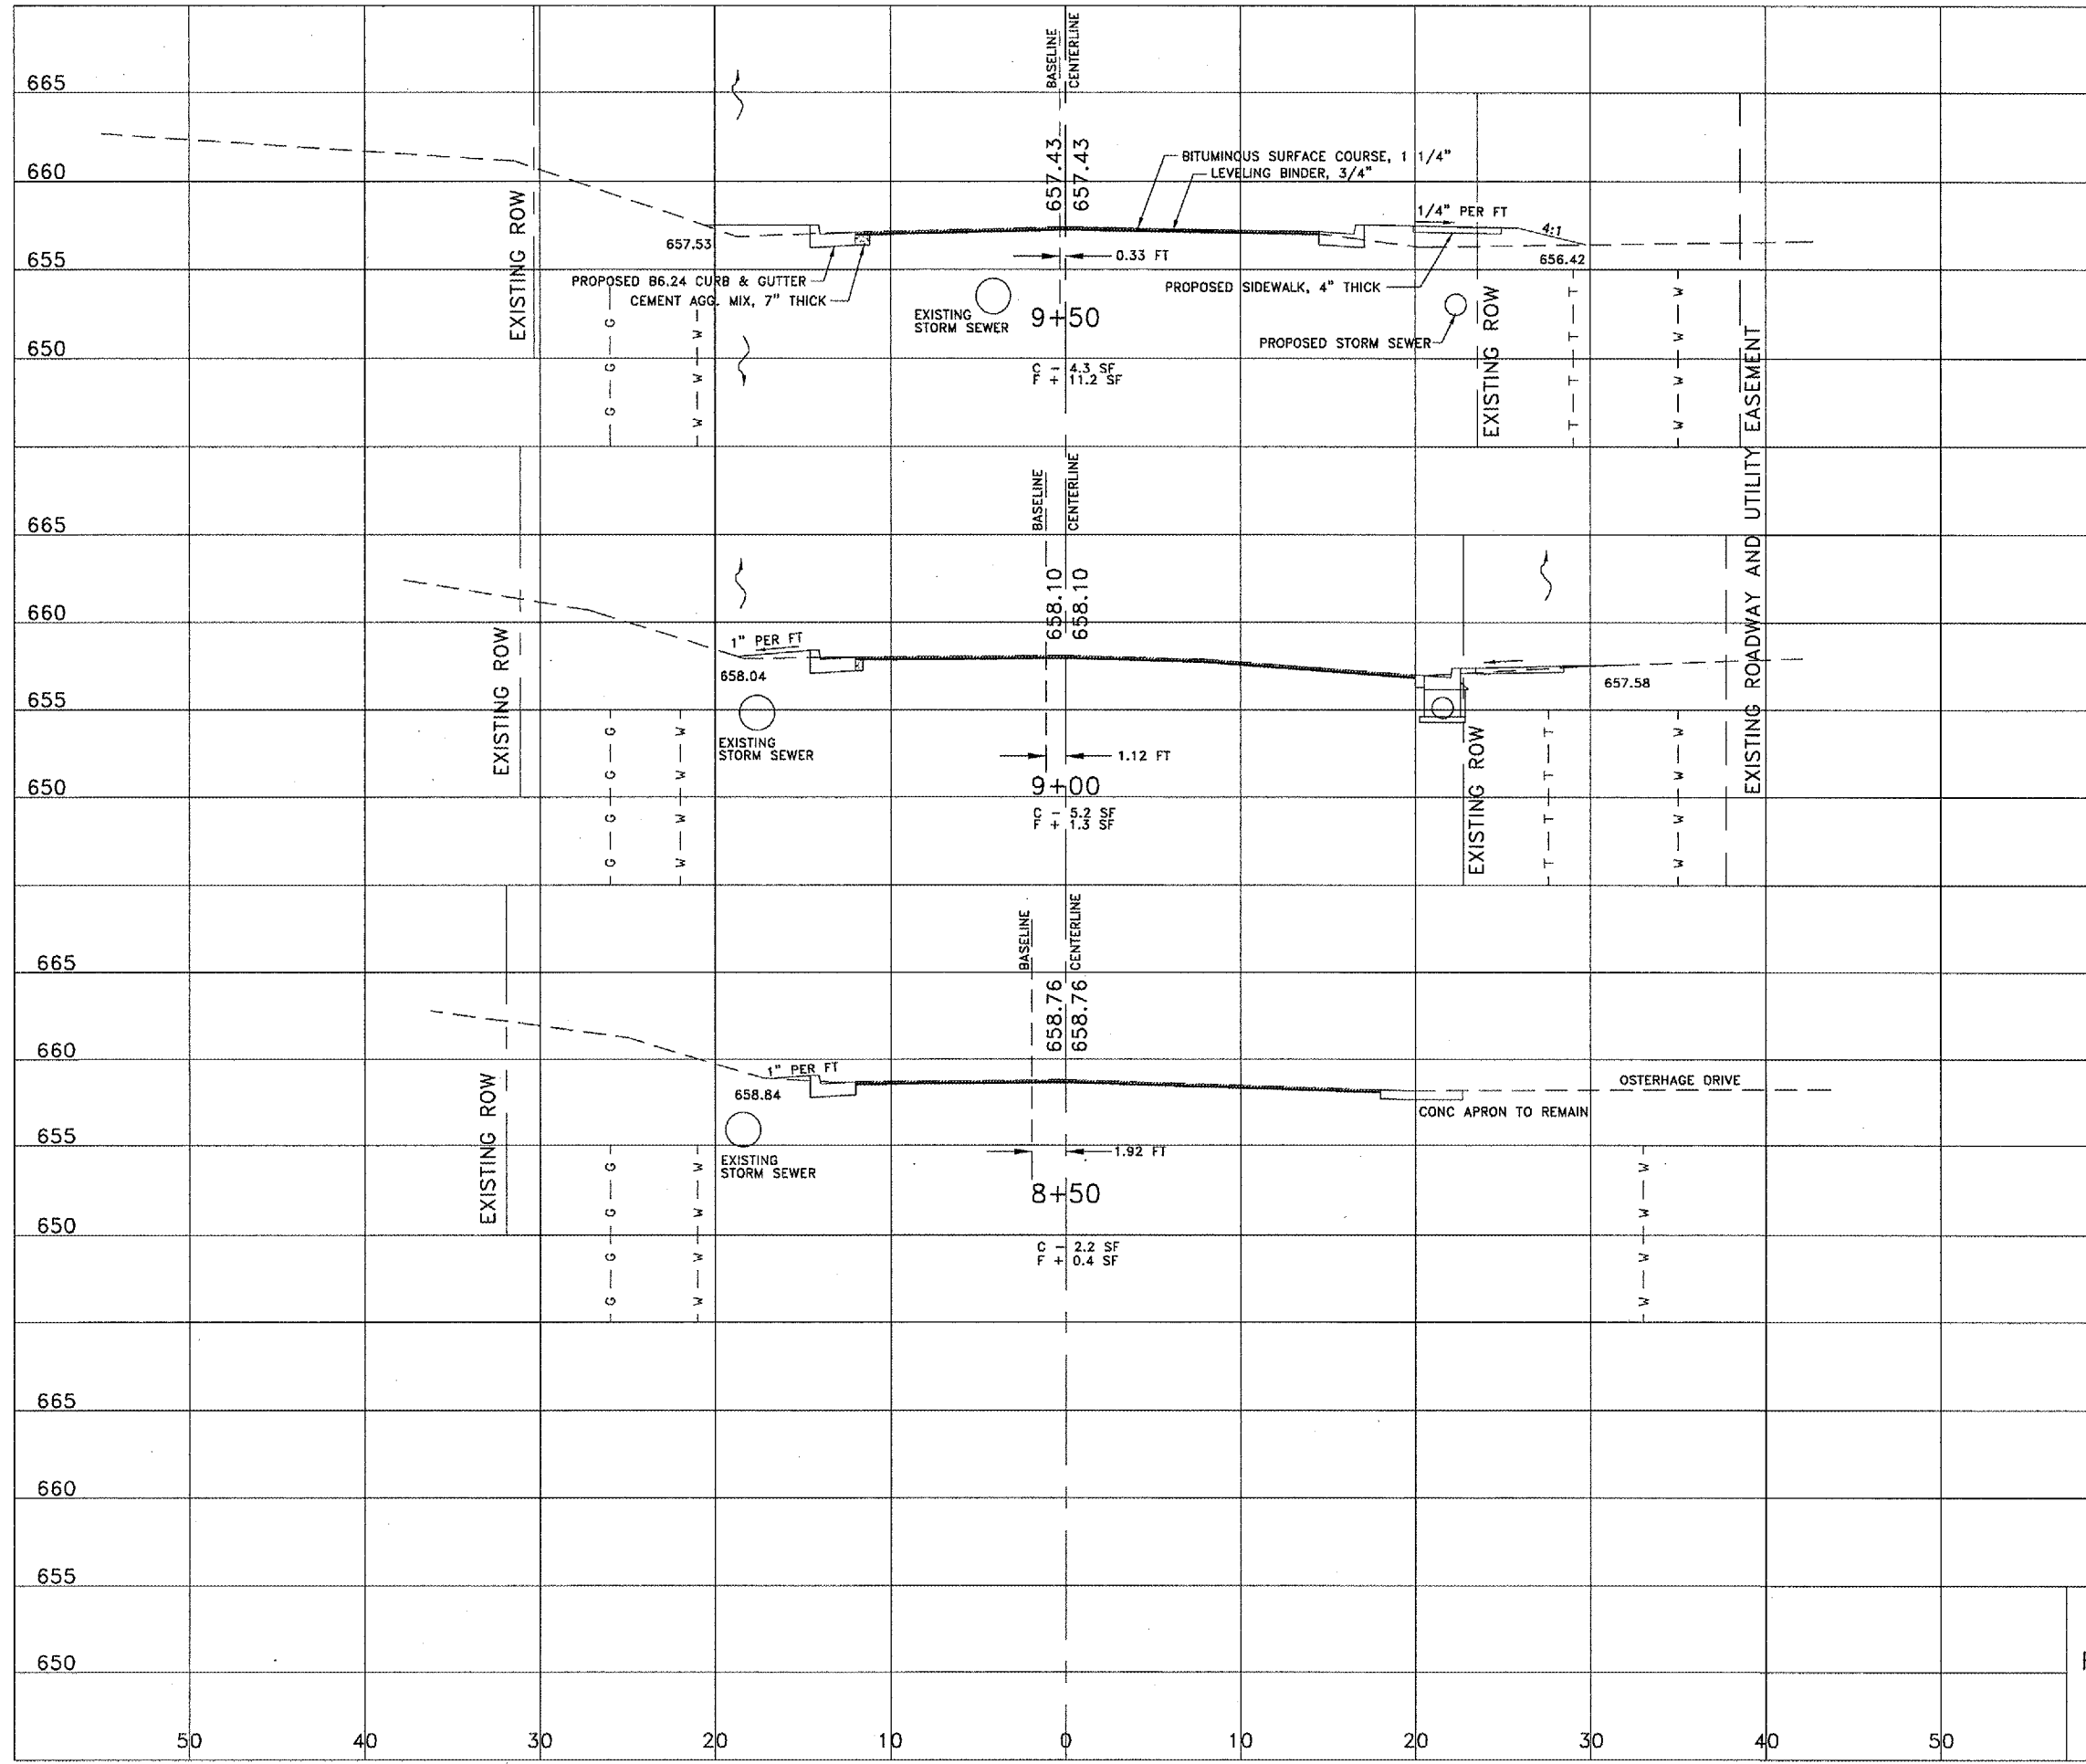 BASELINE
CENTERLINE
665
657.43
657.43
BITUMINOUS SURFACE COURSE, 1 1/4"
LEVELING BINDER, 3/4"
660
EXISTING ROW
1/4" PER FT
4:1
657.53
0.33 FT
656.42
655
PROPOSED B6.24 CURB & GUTTER
CEMENT AGG. MIX, 7" THICK
PROPOSED SIDEWALK, 4" THICK
EXISTING
STORM SEWER
9+50
PROPOSED STORM SEWER
EXISTING ROW
650
C - 4.3 SF
F + 11.2 SF
G G G
W W W
T T T T
W W W W
EXISTING ROADWAY AND UTILITY EASEMENT
BASELINE
CENTERLINE
665
658.10
658.10
660
EXISTING ROW
1" PER FT
658.04
657.58
655
EXISTING
STORM SEWER
1.12 FT
EXISTING ROW
9+00
650
C - 5.2 SF
F + 1.3 SF
G G G G
W W W W
T T T T
W W W W
BASELINE
CENTERLINE
665
658.76
658.76
660
1" PER FT
658.84
OSTERHAGE DRIVE
CONC APRON TO REMAIN
EXISTING ROW
655
EXISTING
STORM SEWER
1.92 FT
8+50
650
C - 2.2 SF
F + 0.4 SF
G G G G
W W W W
W W W W
665
660
655
650
50 40 30 20 10 0 10 20 30 40 50